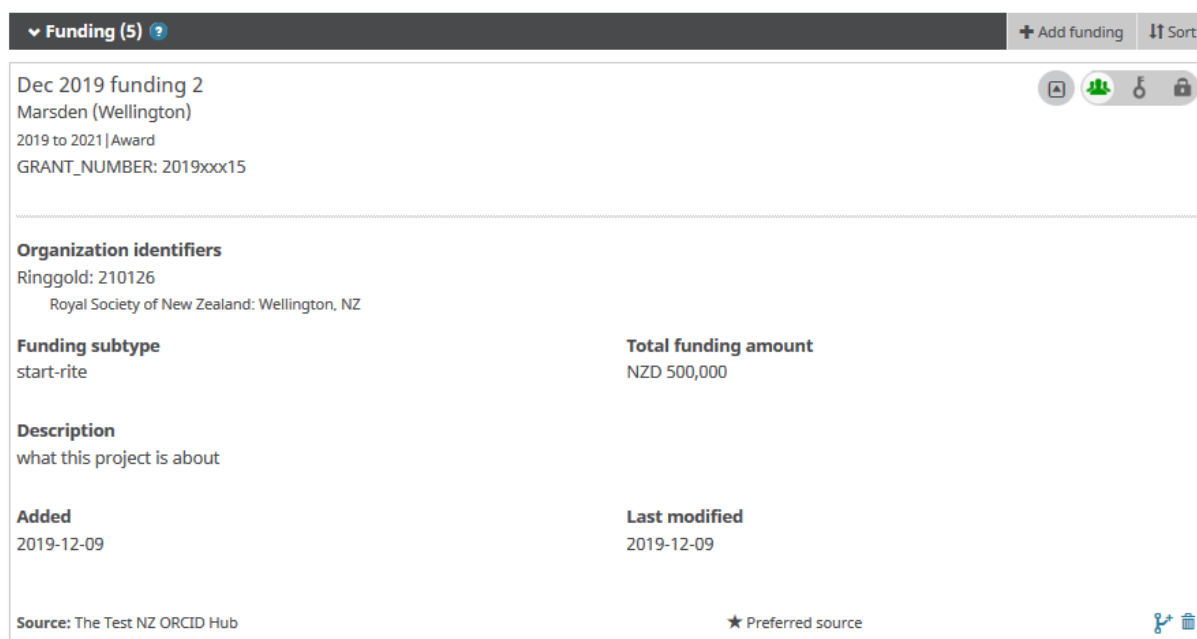 Funding (5) ?
+ Add funding
Sort
Dec 2019 funding 2
Marsden (Wellington)
2019 to 2021|Award
GRANT_NUMBER: 2019xxx15
Organization identifiers
Ringgold: 210126
Royal Society of New Zealand: Wellington, NZ
Funding subtype
Total funding amount
start-rite
NZD 500,000
Description
what this project is about
Added
Last modified
2019-12-09
2019-12-09
Source: The Test NZ ORCID Hub
Preferred source